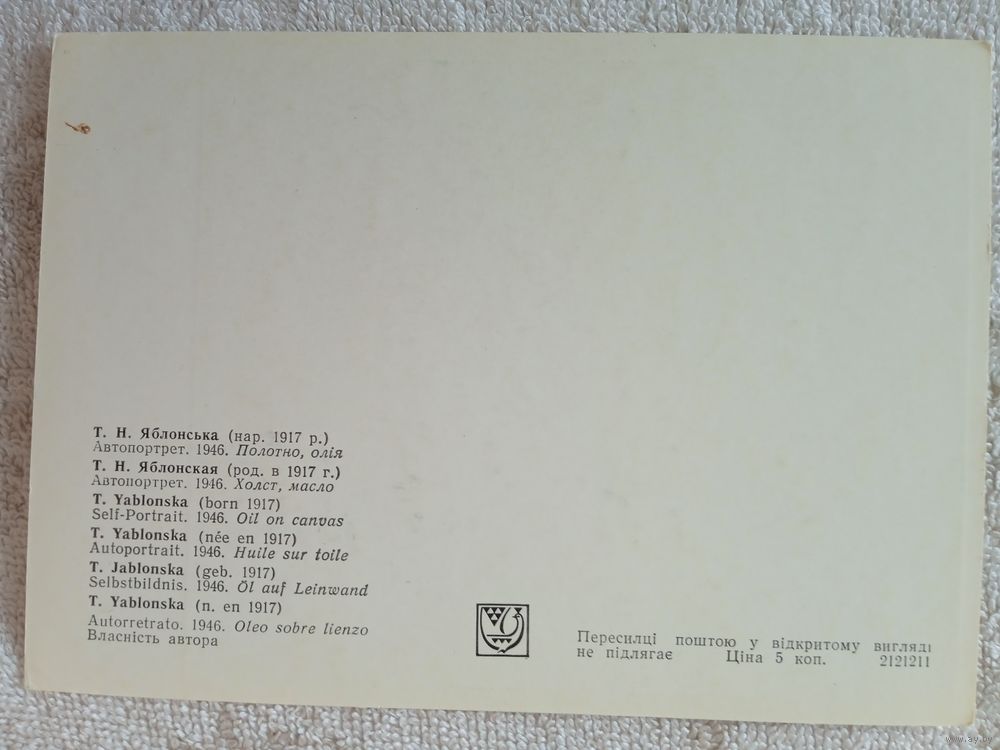 Т. Н. Яблонська (нар. 1917 р.)
Автопортрет. 1946. Полотно, олія
Т. Н. Яблонская (род. в 1917 г.)
Автопортрет. 1946. Холст, масло
T. Yablonska (born 1917)
Self-Portrait. 1946. Oil on canvas
T. Yablonska (née en 1917)
Autoportrait. 1946. Huile sur toile
T. Jablonska (geb. 1917)
Selbstbildnis. 1946. Öl auf Leinwand
T. Yablonska (n. en 1917)
Autorretrato. 1946. Oleo sobre lienzo
Власність автора
Пересилці поштою у відкритому вигляді
не підлягає Ціна 5 коп. 2121211
www.ay.by